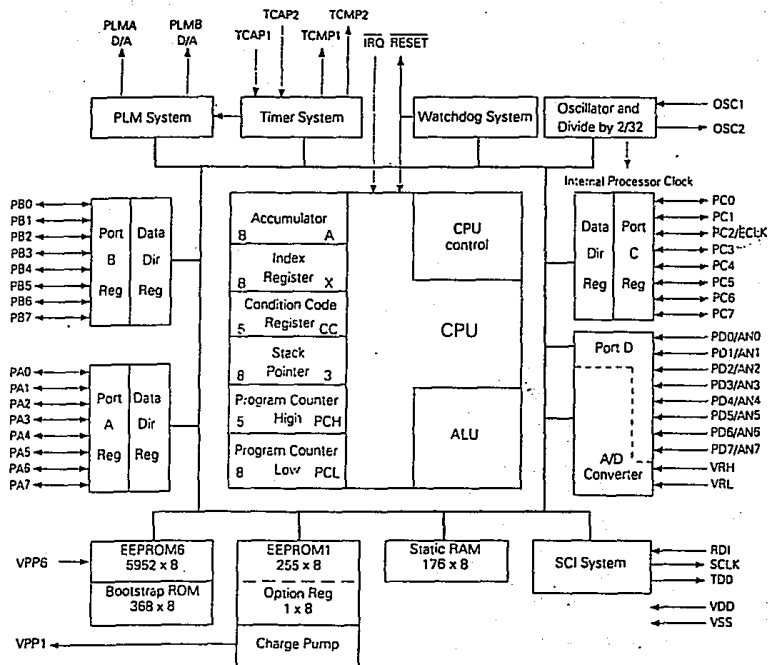 PLMA
D/A
PLMB
D/A
TCAP1
TCAP2
TCMP1
TCMP2
IRQ
RESET
PLM System
Timer System
Watchdog System
Oscillator and
Divide by 2/32
OSC1
OSC2
Internal Processor Clock
PB0
PB1
PB2
PB3
PB4
PB5
PB6
PB7
Port
B
Reg
Data
Dir
Reg
PA0
PA1
PA2
PA3
PA4
PA5
PA6
PA7
Port
A
Reg
Data
Dir
Reg
Accumulator
8 A
Index
Register
8 X
Condition Code
Register
5 CC
Stack
Pointer
8 3
Program Counter
High
5 PCH
Program Counter
Low
8 PCL
CPU
control
CPU
ALU
Data
Dir
Reg
Port
C
Reg
PC0
PC1
PC2/ECLK
PC3
PC4
PC5
PC6
PC7
Port D
A/D
Converter
PD0/AN0
PD1/AN1
PD2/AN2
PD3/AN3
PD4/AN4
PD5/AN5
PD6/AN6
PD7/AN7
VRH
VRL
VPP6
EEPROM6
5952 x 8
Bootstrap ROM
368 x 8
EEPROM1
255 x 8
Option Reg
1 x 8
Charge Pump
VPP1
Static RAM
176 x 8
SCI System
RDI
SCLK
TD0
VDD
VSS